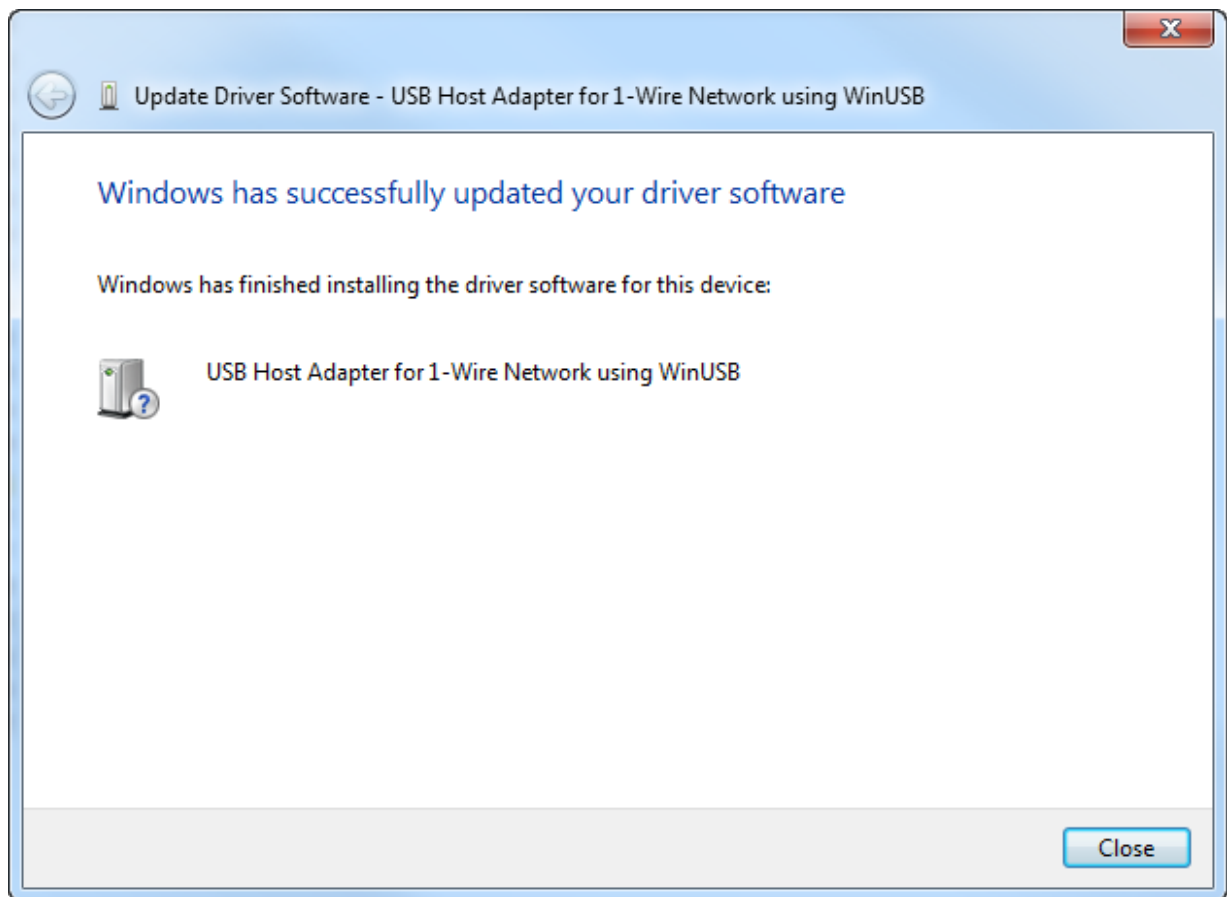 Update Driver Software - USB Host Adapter for 1-Wire Network using WinUSB
Windows has successfully updated your driver software
Windows has finished installing the driver software for this device:
USB Host Adapter for 1-Wire Network using WinUSB
Close